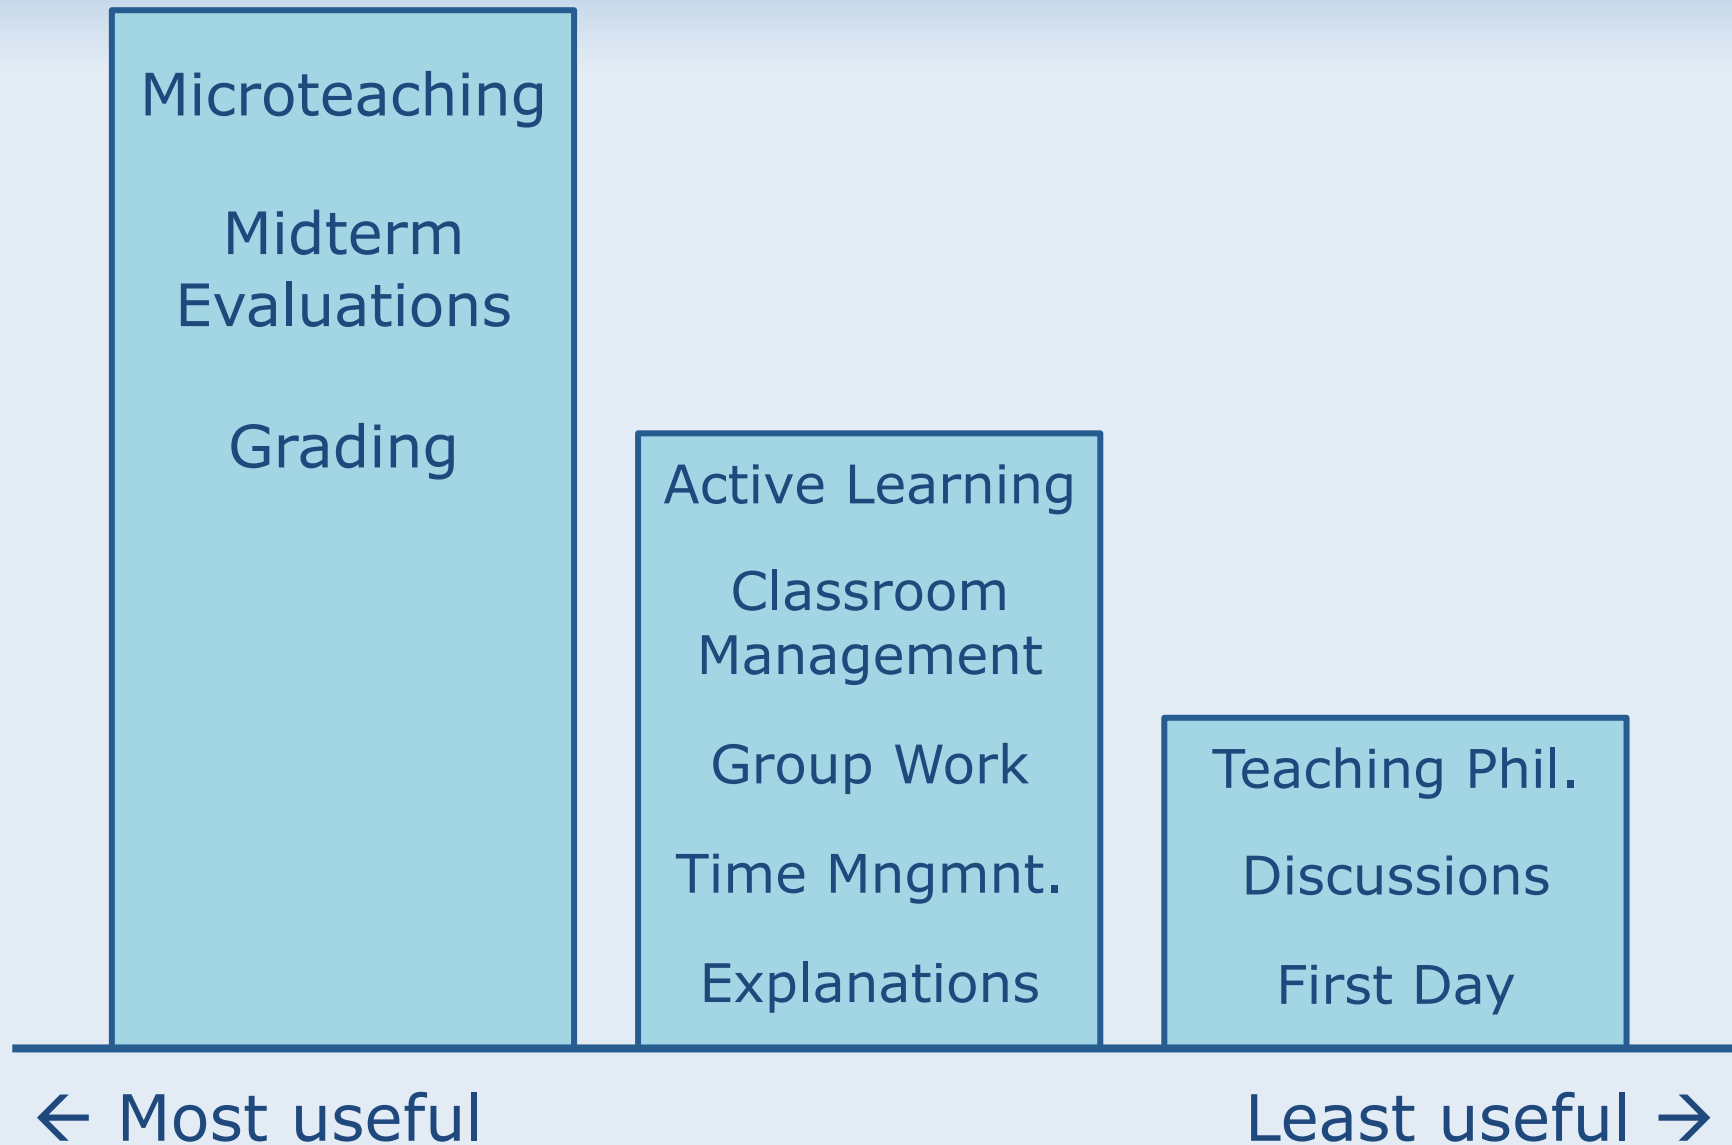 Microteaching
Midterm
Evaluations
Grading
Active Learning
Classroom
Management
Group Work
Time Mngmnt.
Explanations
Teaching Phil.
Discussions
First Day
← Most useful
Least useful →